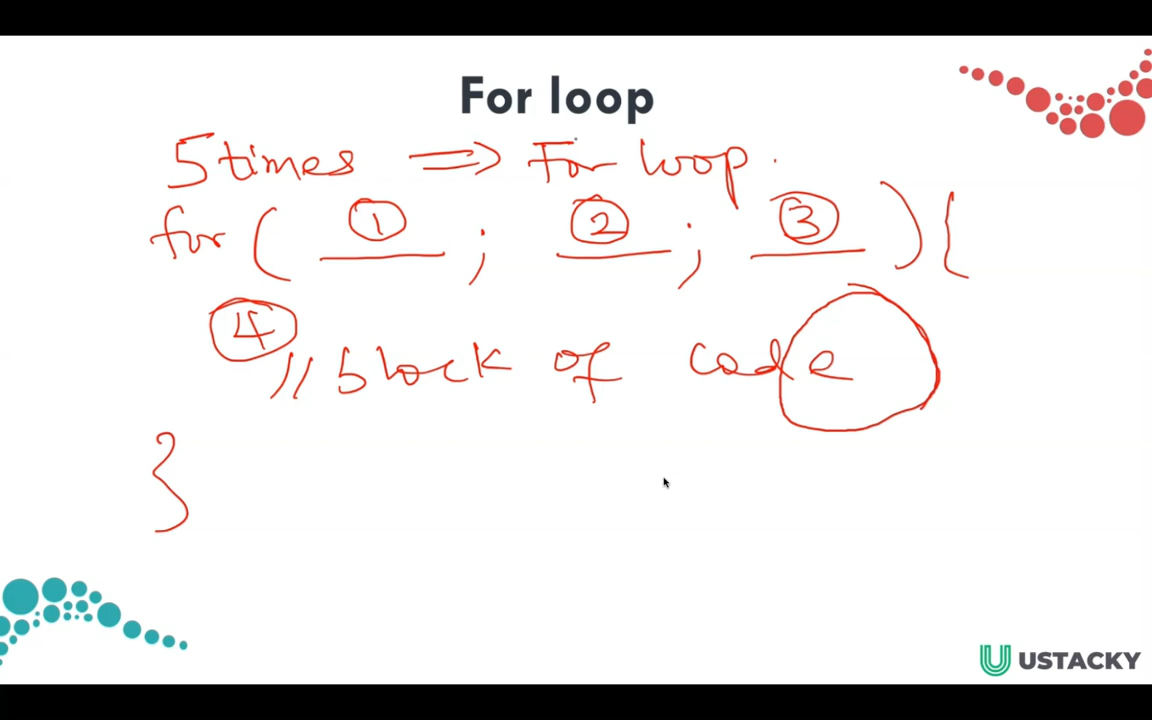 For loop
5 times => For loop.
for ( ① ; ② ; ③ ) {
④ // block of code
}
USTACKY